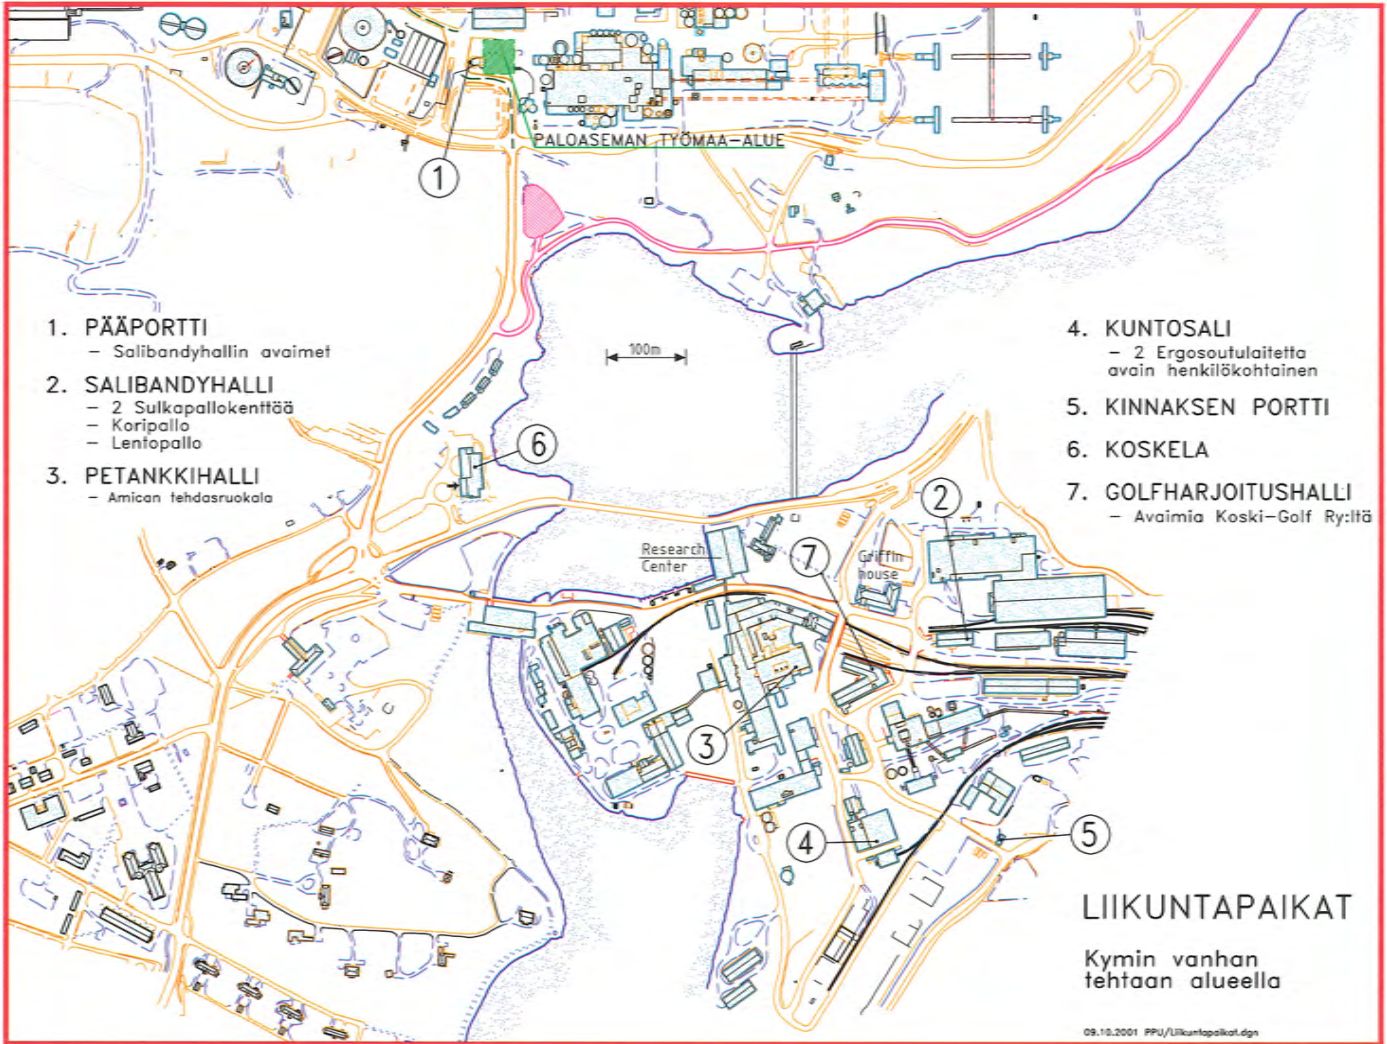 PALOASEMAN TYÖMAA-ALUE
1
1. PÄÄPORTTI
- Salibandyhallin avaimet
2. SALIBANDYHALLI
- 2 Sulkapallokenttää
- Koripallo
- Lentopallo
3. PETANKKIHALLI
- Amican tehdasruokala
100m
4. KUNTOSALI
- 2 Ergosoutulaitetta
avain henkilökohtainen
5. KINNAKSEN PORTTI
6. KOSKELA
7. GOLFHARJOITUSHALLI
- Avaimia Koski-Golf Ry:ltä
6
2
Research
Center
7
Griffin
house
3
4
5
LIIKUNTAPAIKAT
Kymin vanhan
tehtaan alueella
09.10.2001 PPU/Liikuntapaikat.dgn